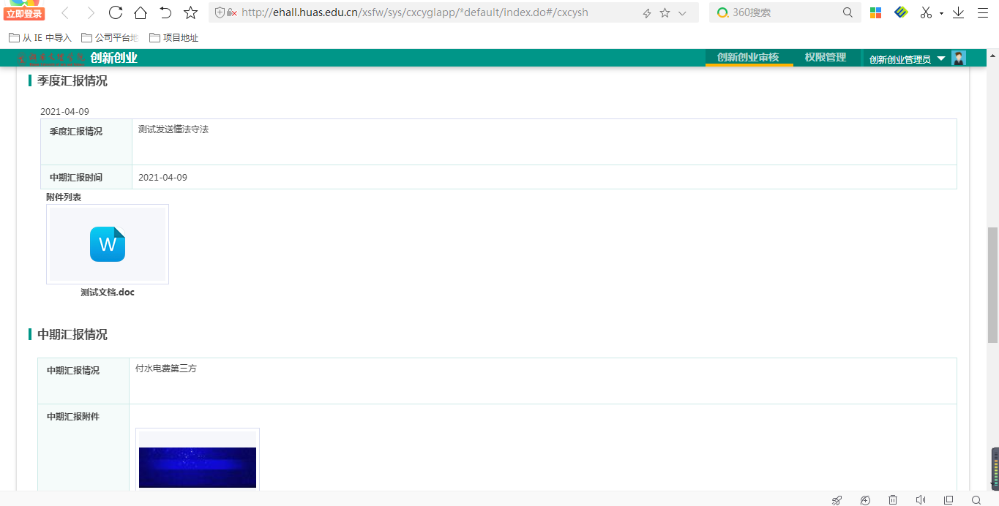 立即登录
http://ehall.huas.edu.cn/xsfw/sys/cxcyglapp/*default/index.do#/cxcysh
360搜索
从 IE 中导入
公司平台地
项目地址
创新创业
创新创业审核
权限管理
创新创业管理员
季度汇报情况
2021-04-09
季度汇报情况
测试发送懂法守法
中期汇报时间
2021-04-09
附件列表
W
测试文档.doc
中期汇报情况
中期汇报情况
付水电费第三方
中期汇报附件